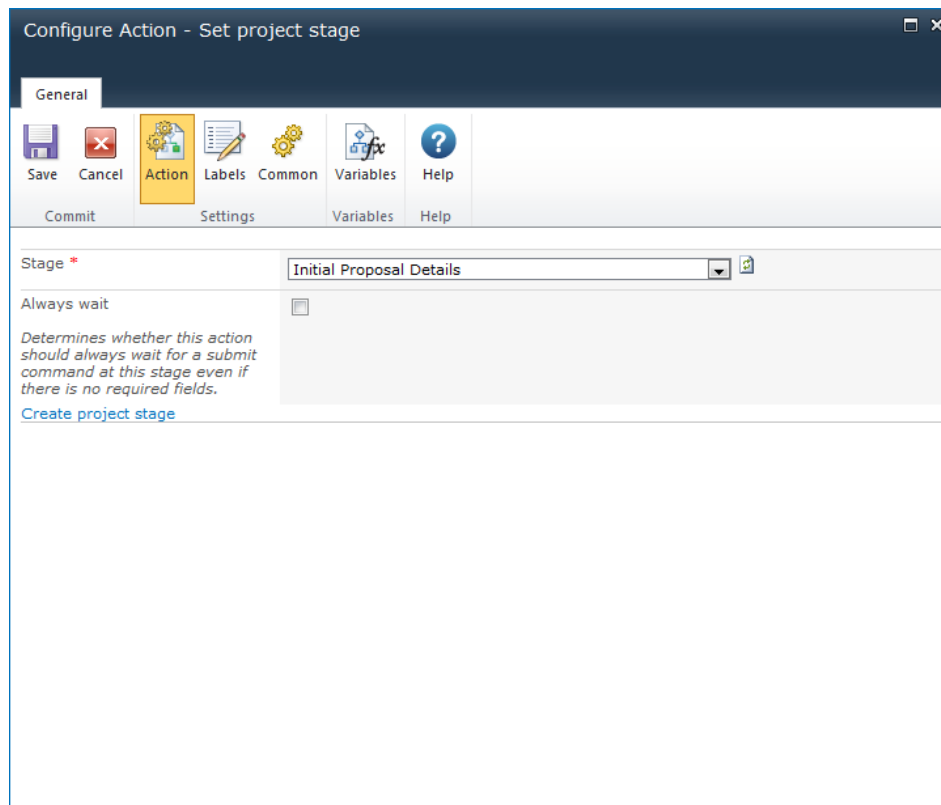 Configure Action - Set project stage
General
Save Cancel Action Labels Common Variables Help
Commit Settings Variables Help
Stage *
Initial Proposal Details
Always wait
Determines whether this action
should always wait for a submit
command at this stage even if
there is no required fields.
Create project stage